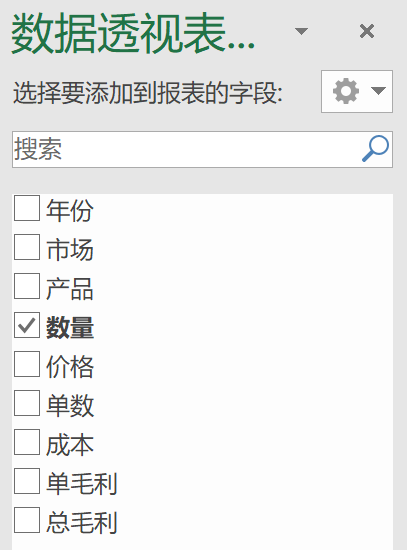 数据透视表...
选择要添加到报表的字段:
搜索
年份
市场
产品
数量
价格
单数
成本
单毛利
总毛利